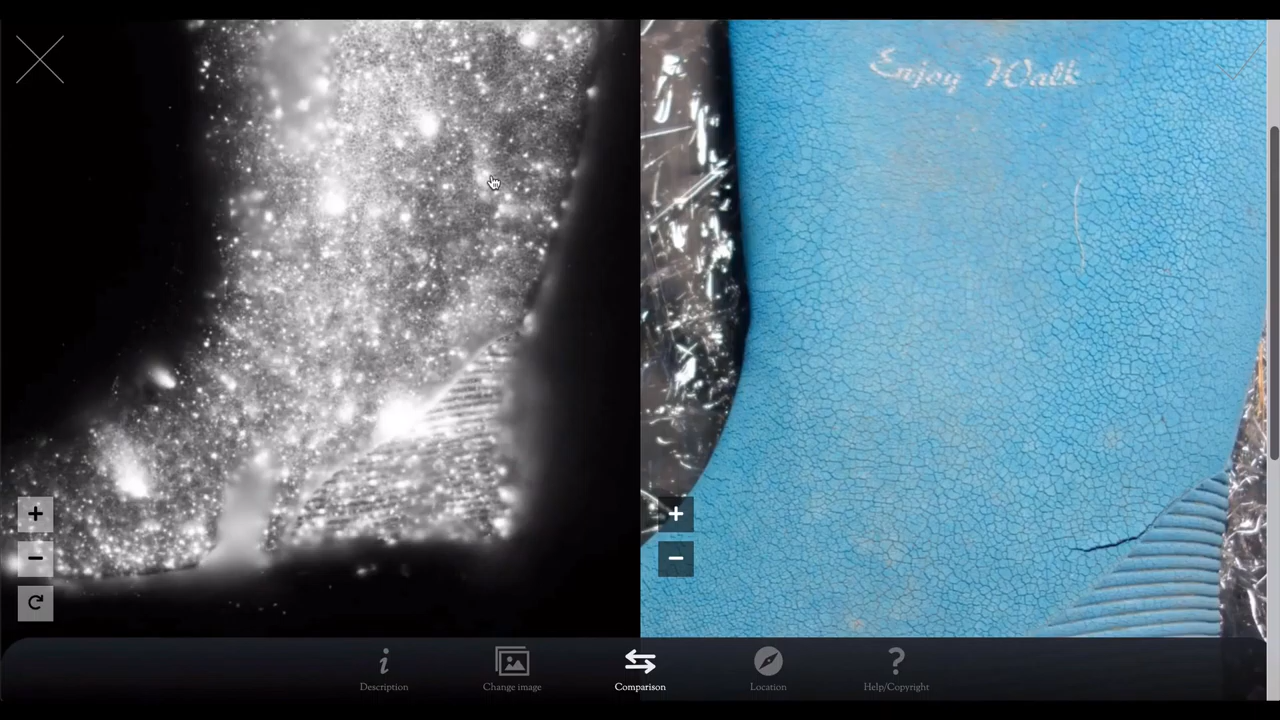 Enjoy Walk
Description
Change image
Comparison
Location
Help/Copyright